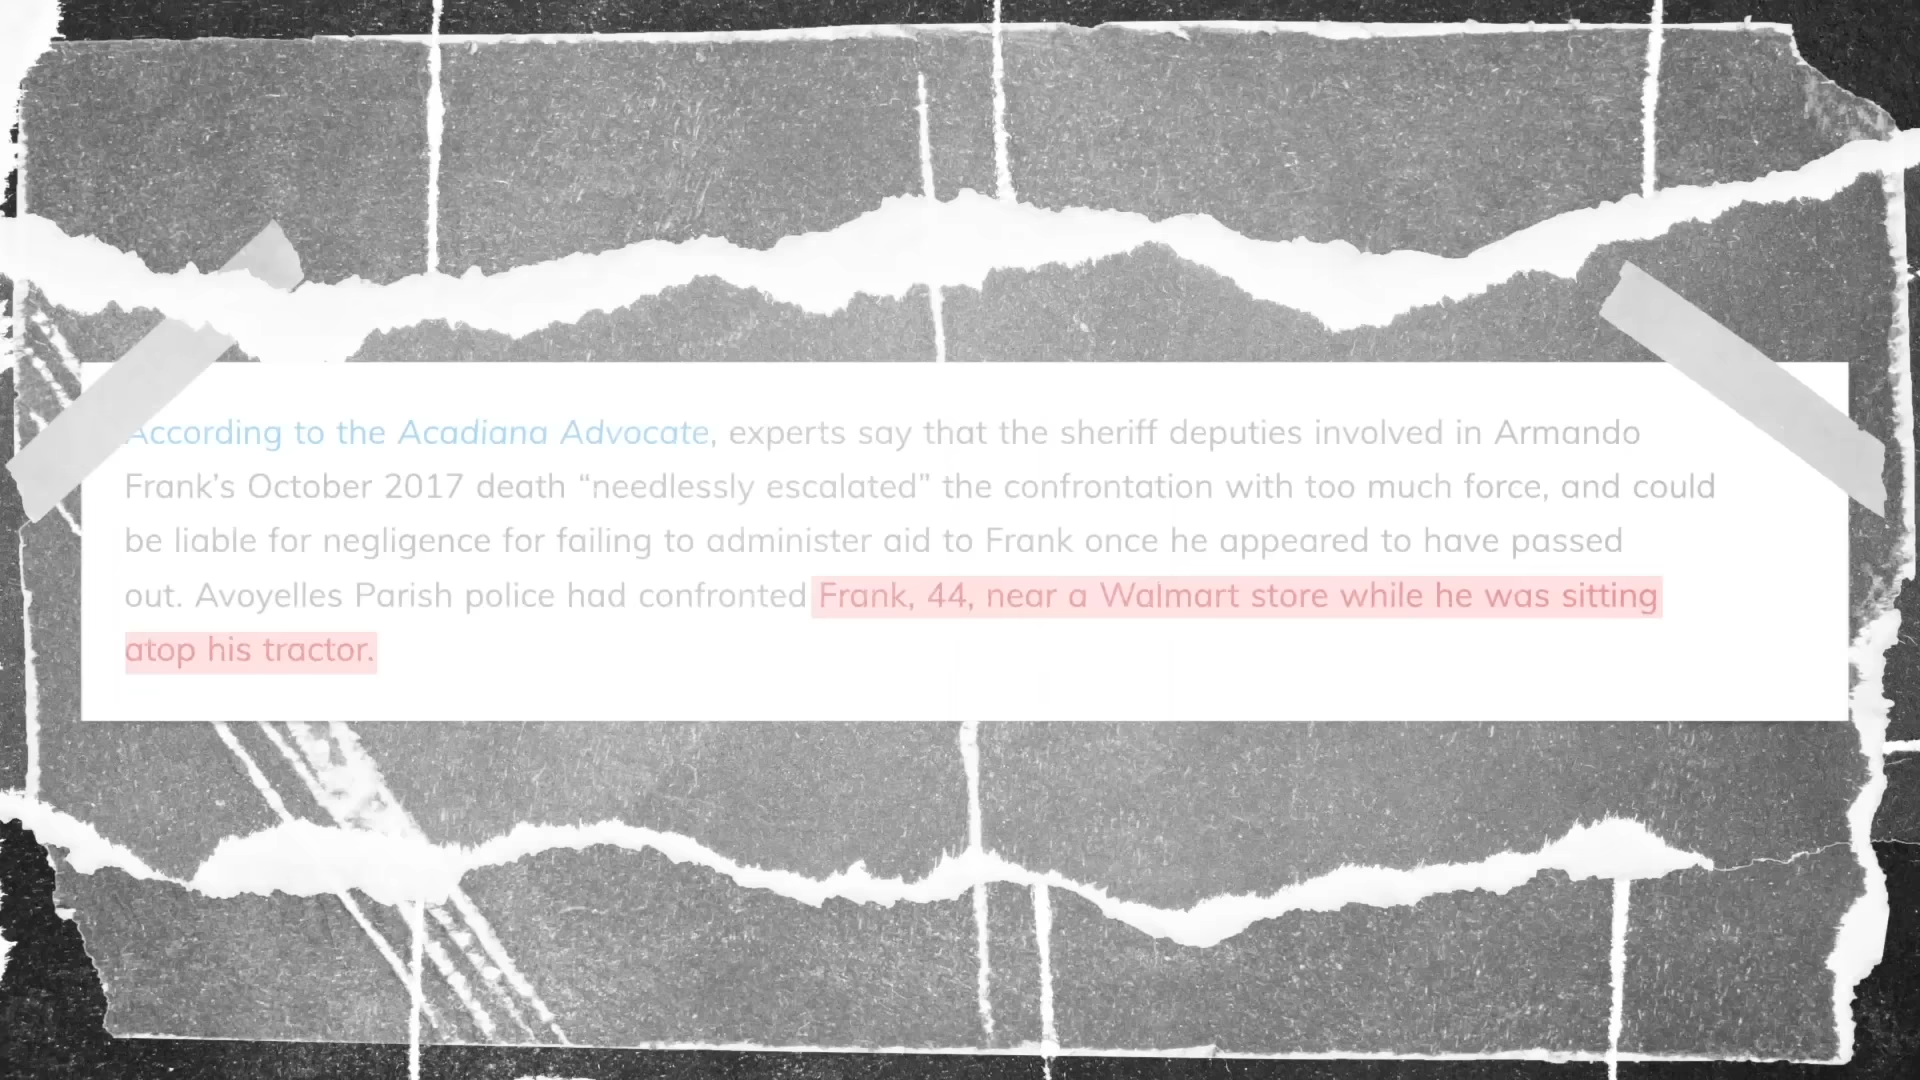 According to the Acadiana Advocate, experts say that the sheriff deputies involved in Armando
Frank’s October 2017 death “needlessly escalated” the confrontation with too much force, and could
be liable for negligence for failing to administer aid to Frank once he appeared to have passed
out. Avoyelles Parish police had confronted Frank, 44, near a Walmart store while he was sitting
atop his tractor.